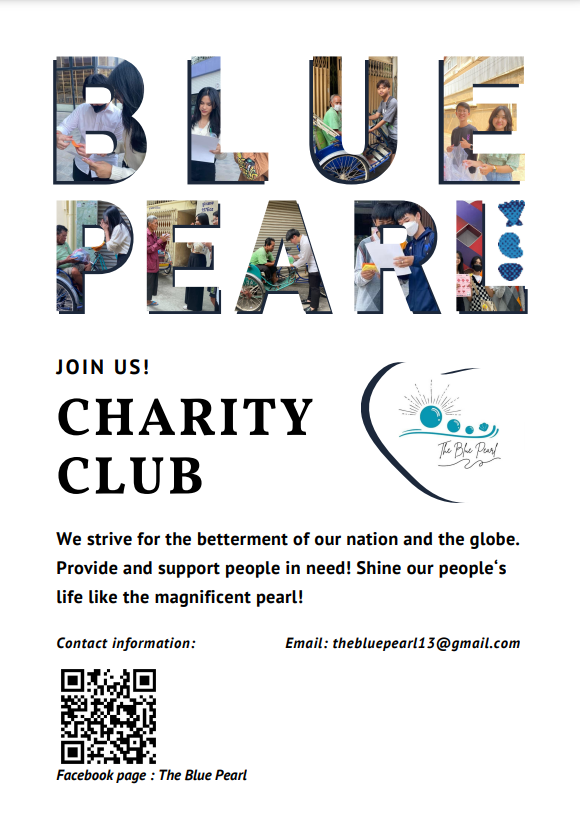 BLUE
PEARL
JOIN US!
CHARITY
CLUB
The Blue Pearl
We strive for the betterment of our nation and the globe.
Provide and support people in need! Shine our people‘s
life like the magnificent pearl!
Contact information:
Email: thebluepearl13@gmail.com
Facebook page : The Blue Pearl